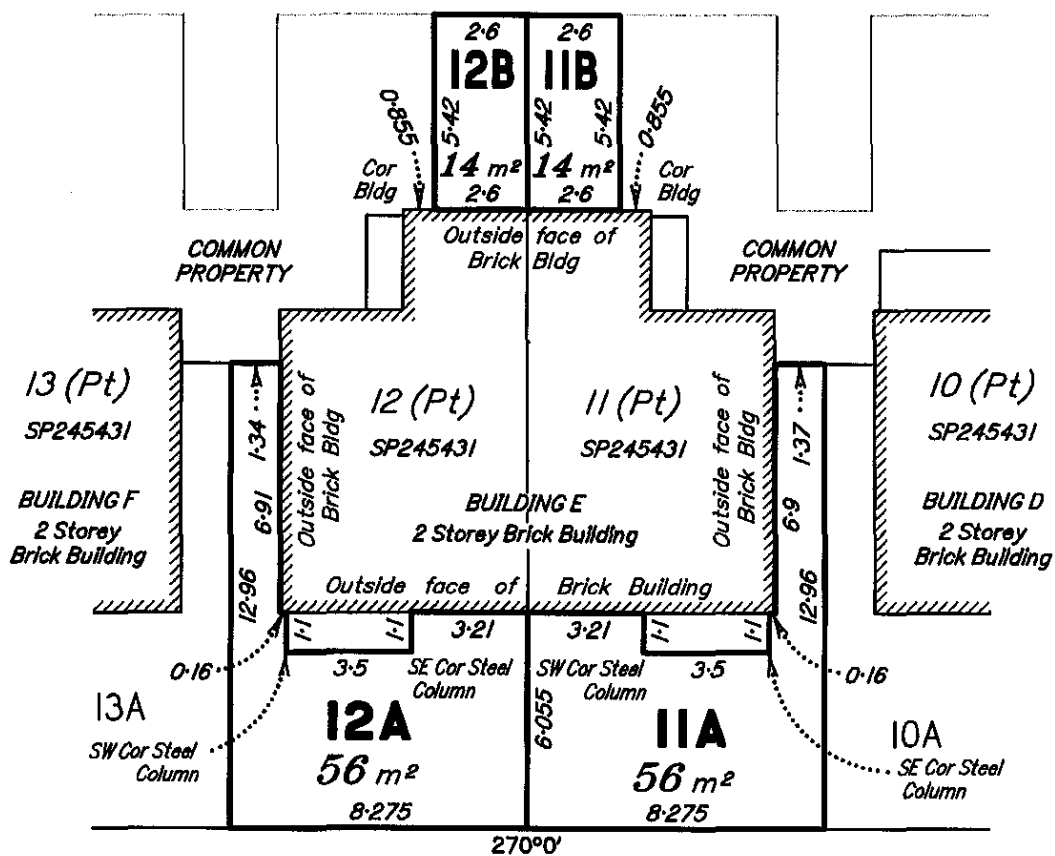 2·6
2·6
12B
11B
0·855
5·42
5·42
5·42
0·855
14 m²
14 m²
Cor
Bldg
Cor
Bldg
2·6
2·6
Outside face of
Brick Bldg
COMMON
PROPERTY
COMMON
PROPERTY
13 (Pt)
SP245431
12 (Pt)
SP245431
11 (Pt)
SP245431
10 (Pt)
SP245431
1·34
6·91
12·96
Outside face of
Brick Bldg
Outside face of
Brick Bldg
1·37
6·9
12·96
BUILDING F
2 Storey
Brick Building
BUILDING E
2 Storey Brick Building
BUILDING D
2 Storey
Brick Building
Outside face of Brick Building
1·1
1·1
3·21
3·21
1·1
1·1
0·16
3·5
SE Cor Steel
Column
SW Cor Steel
Column
3·5
0·16
13A
SW Cor Steel
Column
12A
56 m²
8·275
6·055
11A
56 m²
8·275
10A
SE Cor Steel
Column
270°0'